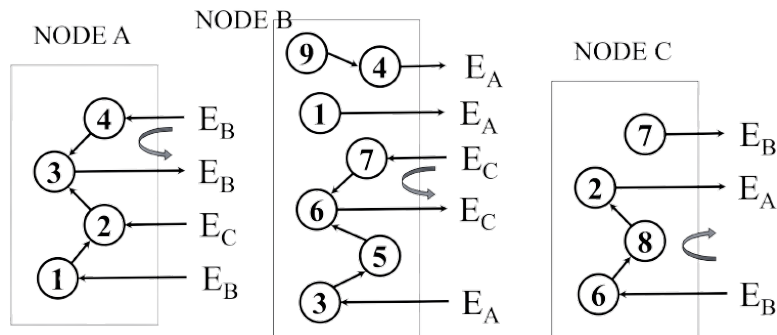 NODE A
4 E_B
3 E_B
2 E_C
1 E_B
NODE B
9 4 E_A
1 E_A
7 E_C
6 E_C
5
3 E_A
NODE C
7 E_B
2 E_A
8
6 E_B